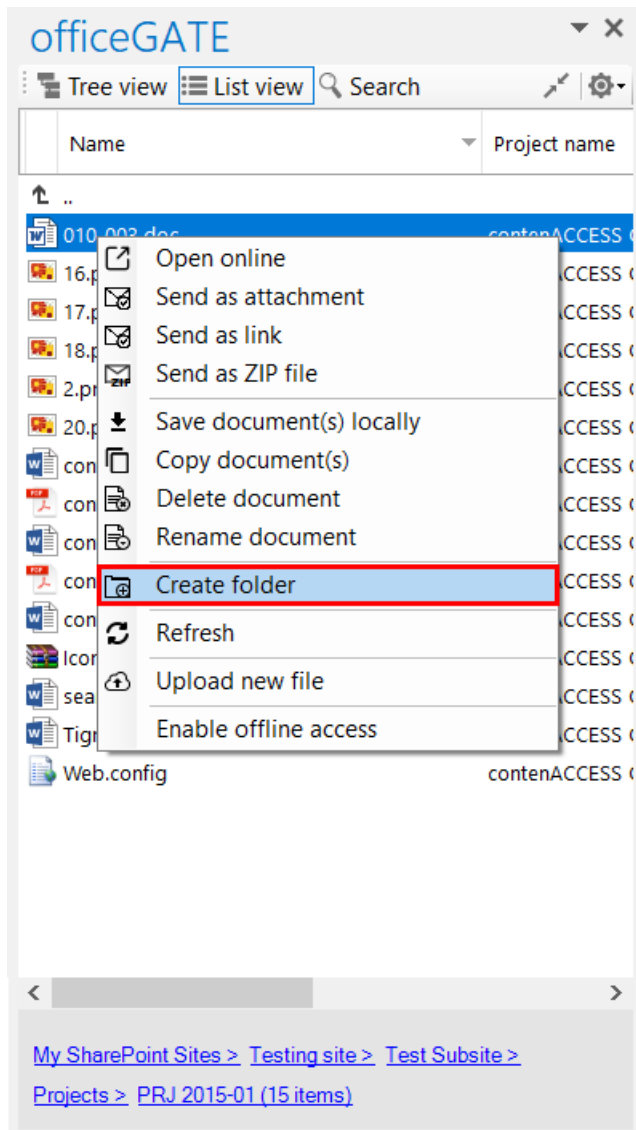 officeGATE
Tree view List view Search
Name Project name
..
010-003.doc contenACCESS
Open online
16.p ACCESS
Send as attachment
17.p ACCESS
Send as link
18.p ACCESS
Send as ZIP file
2.pr ACCESS
20.p ACCESS
Save document(s) locally
con ACCESS
Copy document(s)
con ACCESS
Delete document
con ACCESS
Rename document
con ACCESS
Create folder
con ACCESS
Refresh
Icor ACCESS
Upload new file
sea ACCESS
Enable offline access
Tigr ACCESS
Web.config contenACCESS
My SharePoint Sites > Testing site > Test Subsite >
Projects > PRJ 2015-01 (15 items)